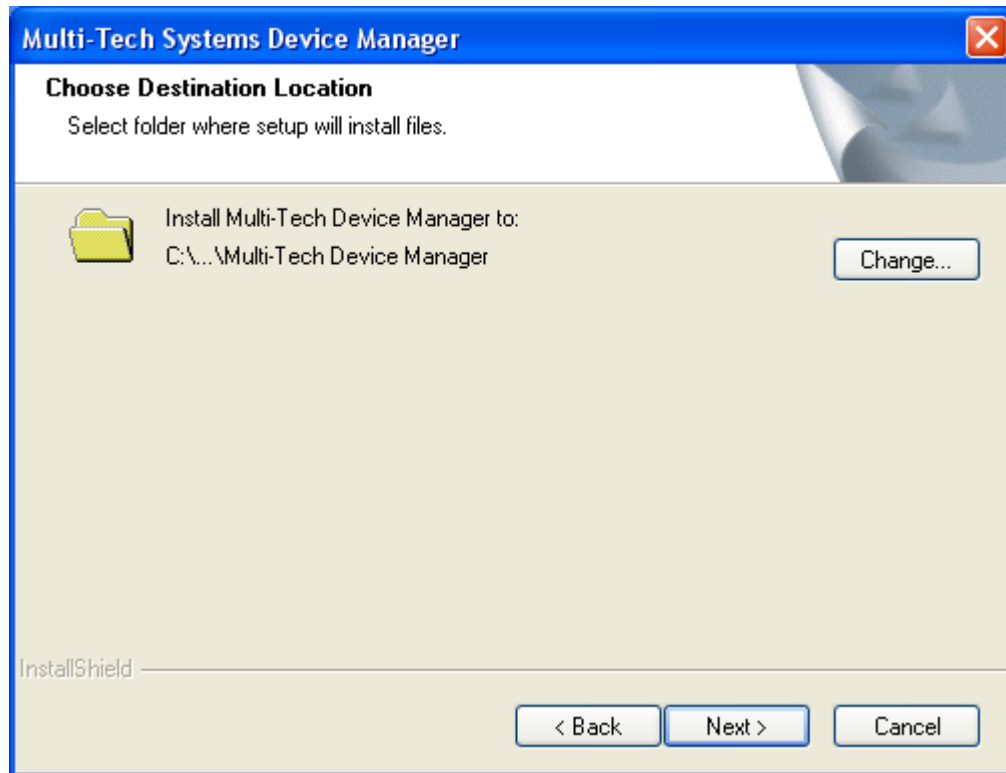 Multi-Tech Systems Device Manager
Choose Destination Location
Select folder where setup will install files.
Install Multi-Tech Device Manager to:
C:\...\Multi-Tech Device Manager
Change...
InstallShield
< Back
Next >
Cancel